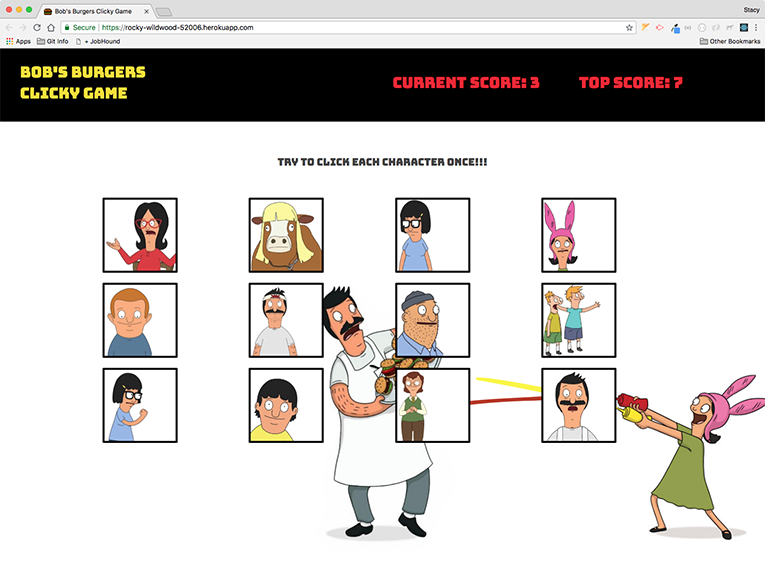 Bob's Burgers Clicky Game
Stacy
Secure https://rocky-wildwood-52006.herokuapp.com
Apps Git Info + JobHound Other Bookmarks
BOB'S BURGERS
CLICKY GAME
CURRENT SCORE: 3 TOP SCORE: 7
TRY TO CLICK EACH CHARACTER ONCE!!!